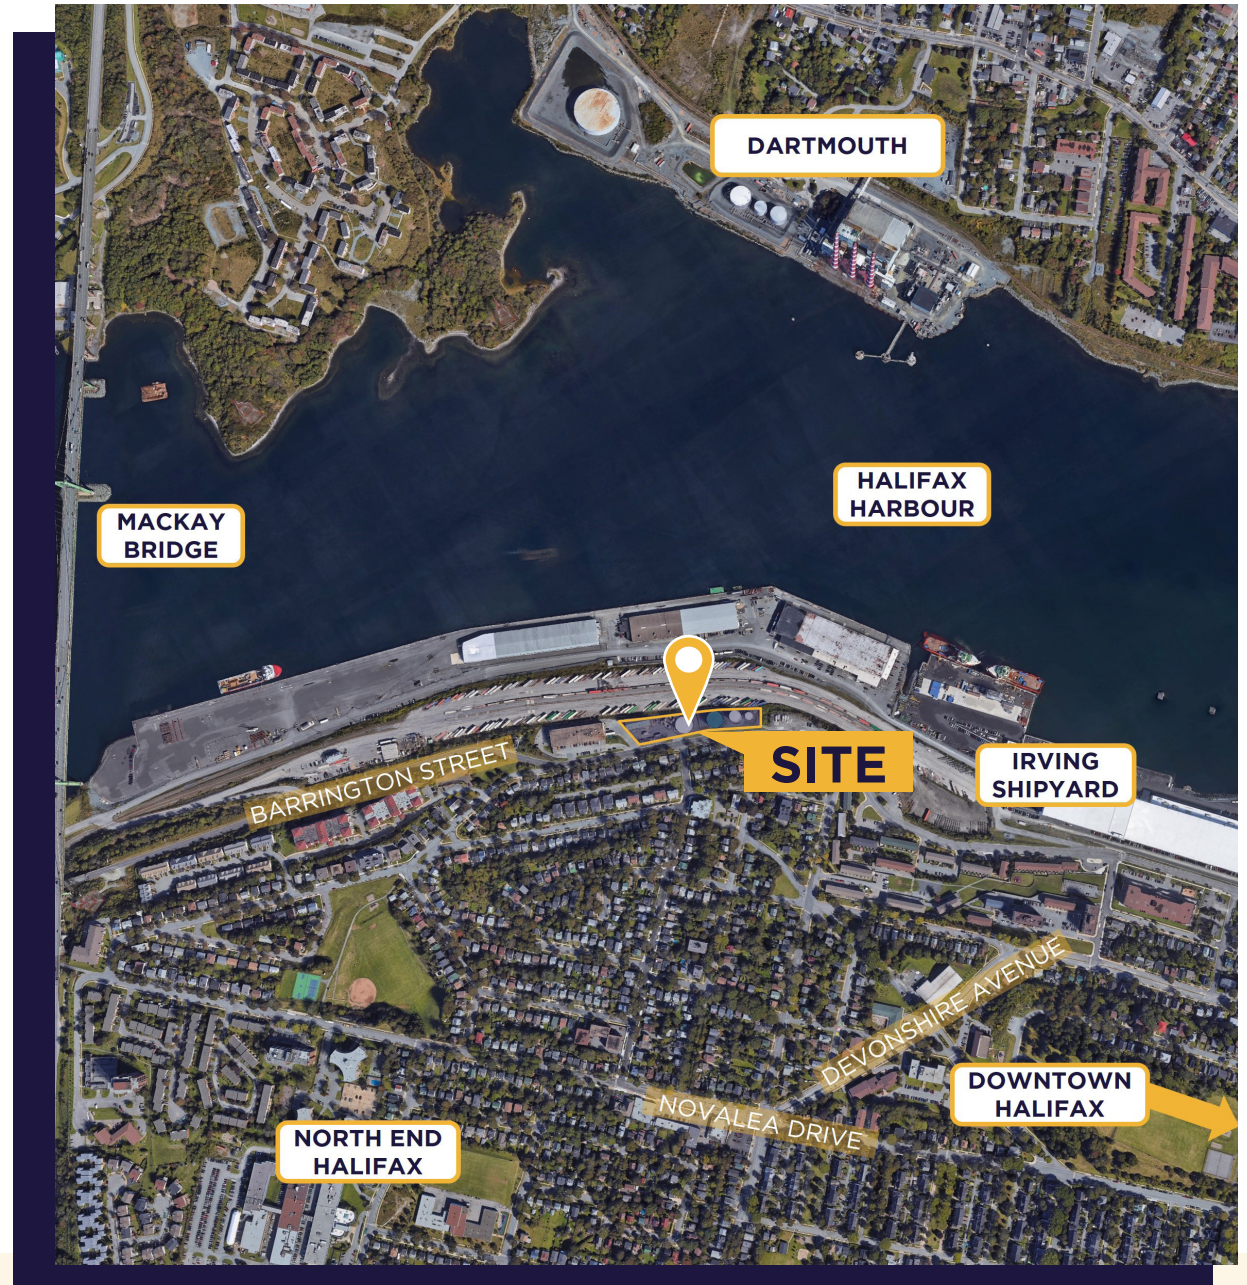 DARTMOUTH
HALIFAX
HARBOUR
MACKAY
BRIDGE
SITE
BARRINGTON STREET
IRVING
SHIPYARD
DEVONSHIRE AVENUE
DOWNTOWN
HALIFAX
NOVALEA DRIVE
NORTH END
HALIFAX